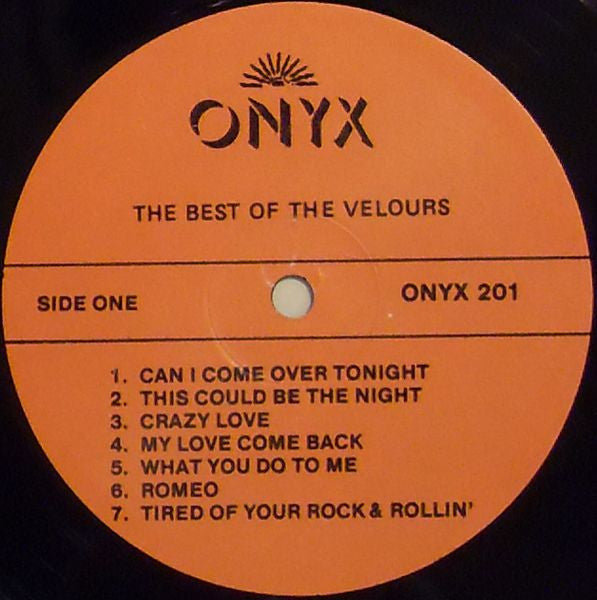 ONYX
THE BEST OF THE VELOURS
SIDE ONE
ONYX 201
1. CAN I COME OVER TONIGHT
2. THIS COULD BE THE NIGHT
3. CRAZY LOVE
4. MY LOVE COME BACK
5. WHAT YOU DO TO ME
6. ROMEO
7. TIRED OF YOUR ROCK & ROLLIN'